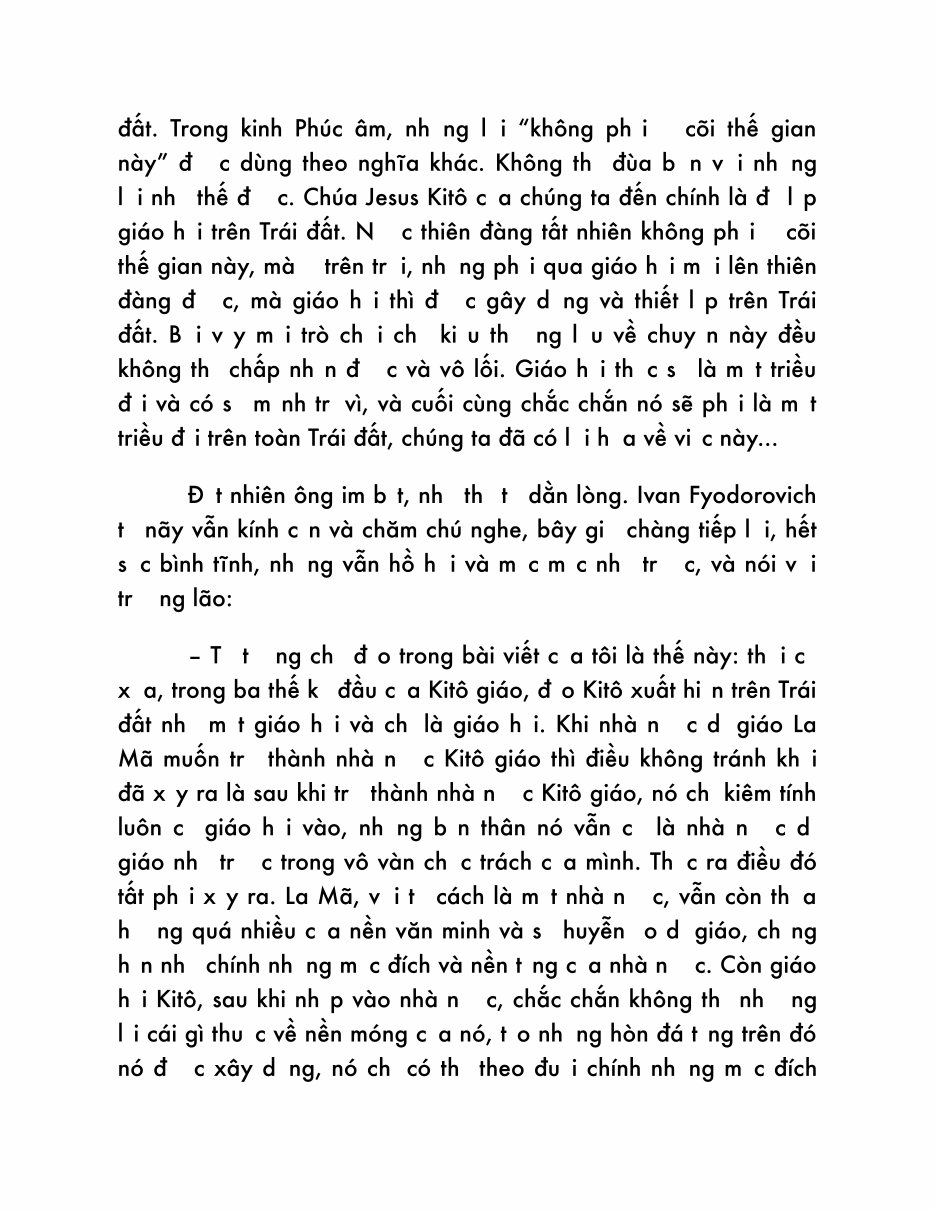 đất. Trong kinh Phúc âm, nh ng l i “không ph i cõi thế gian
này” đ c dùng theo nghĩa khác. Không th đùa b n v i nh ng
l i nh thế đ c. Chúa Jesus Kitô c a chúng ta đến chính là đ l p
giáo h i trên Trái đất. N c thiên đàng tất nhiên không ph i cõi
thế gian này, mà trên tr i, nh ng ph i qua giáo h i m i lên thiên
đàng đ c, mà giáo h i thì đ c gây d ng và thiết l p trên Trái
đất. B i v y m i trò ch i ch ki u th ng l u về chuy n này đều
không th chấp nh n đ c và vô lối. Giáo h i th c s là m t triều
đ i và có s m nh tr vì, và cuối cùng chắc chắn nó sẽ ph i là m t
triều đ i trên toàn Trái đất, chúng ta đã có l i h a về vi c này...
Đ t nhiên ông im b t, nh th t dằn lòng. Ivan Fyodorovich
t nãy vẫn kính c n và chăm chú nghe, bây gi chàng tiếp l i, hết
s c bình tĩnh, nh ng vẫn hồ h i và m c m c nh tr c, và nói v i
tr ng lão:
– T t ng ch đ o trong bài viết c a tôi là thế này: th i c
x a, trong ba thế k đầu c a Kitô giáo, đ o Kitô xuất hi n trên Trái
đất nh m t giáo h i và ch là giáo h i. Khi nhà n c d giáo La
Mã muốn tr thành nhà n c Kitô giáo thì điều không tránh kh i
đã x y ra là sau khi tr thành nhà n c Kitô giáo, nó ch kiêm tính
luôn c giáo h i vào, nh ng b n thân nó vẫn c là nhà n c d
giáo nh tr c trong vô vàn ch c trách c a mình. Th c ra điều đó
tất ph i x y ra. La Mã, v i t cách là m t nhà n c, vẫn còn th a
h ng quá nhiều c a nền văn minh và s huyễn o d giáo, ch ng
h n nh chính nh ng m c đích và nền t ng c a nhà n c. Còn giáo
h i Kitô, sau khi nh p vào nhà n c, chắc chắn không th nh ng
l i cái gì thu c về nền móng c a nó, t o nh ng hòn đá t ng trên đó
nó đ c xây d ng, nó ch có th theo đu i chính nh ng m c đích